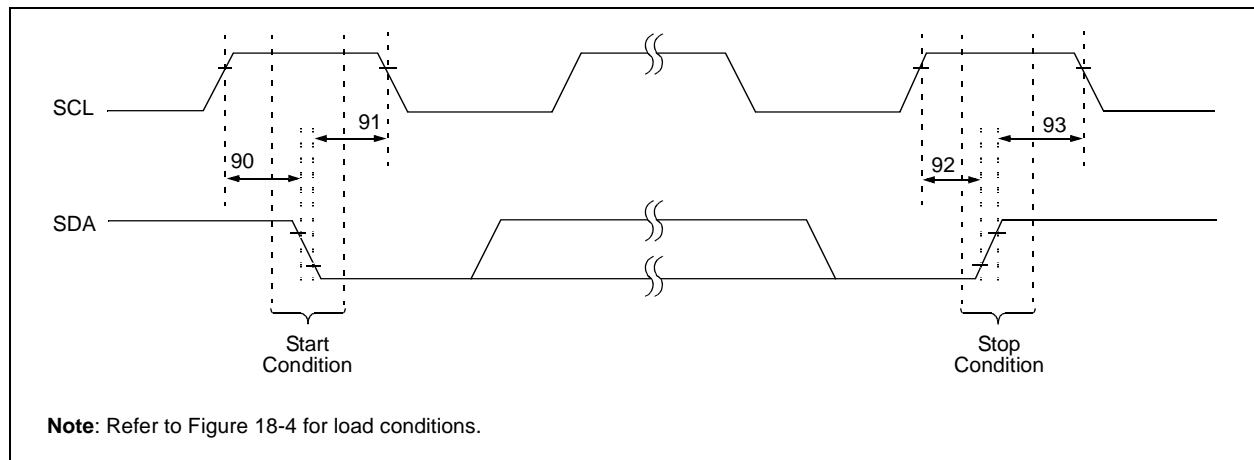 SCL
91
93
90
92
SDA
Start
Condition
Stop
Condition
Note: Refer to Figure 18-4 for load conditions.